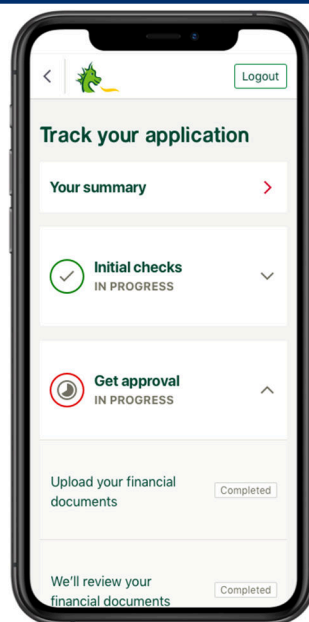 Logout
Track your application
Your summary
Initial checks
IN PROGRESS
Get approval
IN PROGRESS
Upload your financial
documents
Completed
We'll review your
financial documents
Completed